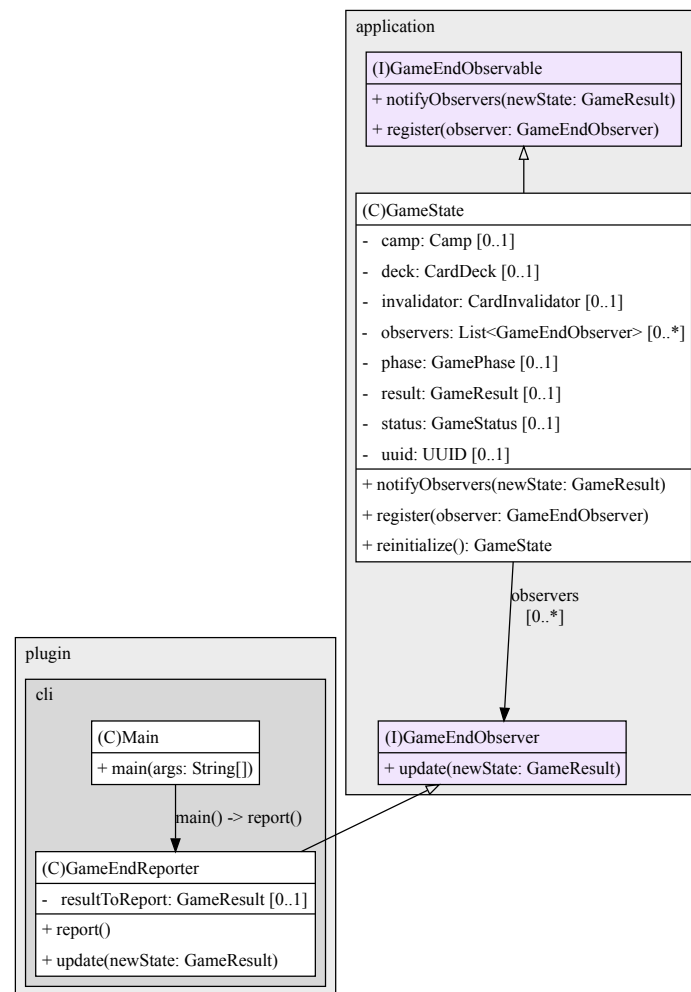 application
(I)GameEndObservable
+ notifyObservers(newState: GameResult)
+ register(observer: GameEndObserver)
(C)GameState
- camp: Camp [0..1]
- deck: CardDeck [0..1]
- invalidator: CardInvalidator [0..1]
- observers: List<GameEndObserver> [0..*]
- phase: GamePhase [0..1]
- result: GameResult [0..1]
- status: GameStatus [0..1]
- uuid: UUID [0..1]
+ notifyObservers(newState: GameResult)
+ register(observer: GameEndObserver)
+ reinitialize(): GameState
observers
[0..*]
(I)GameEndObserver
+ update(newState: GameResult)
plugin
cli
(C)Main
+ main(args: String[])
main() -> report()
(C)GameEndReporter
- resultToReport: GameResult [0..1]
+ report()
+ update(newState: GameResult)